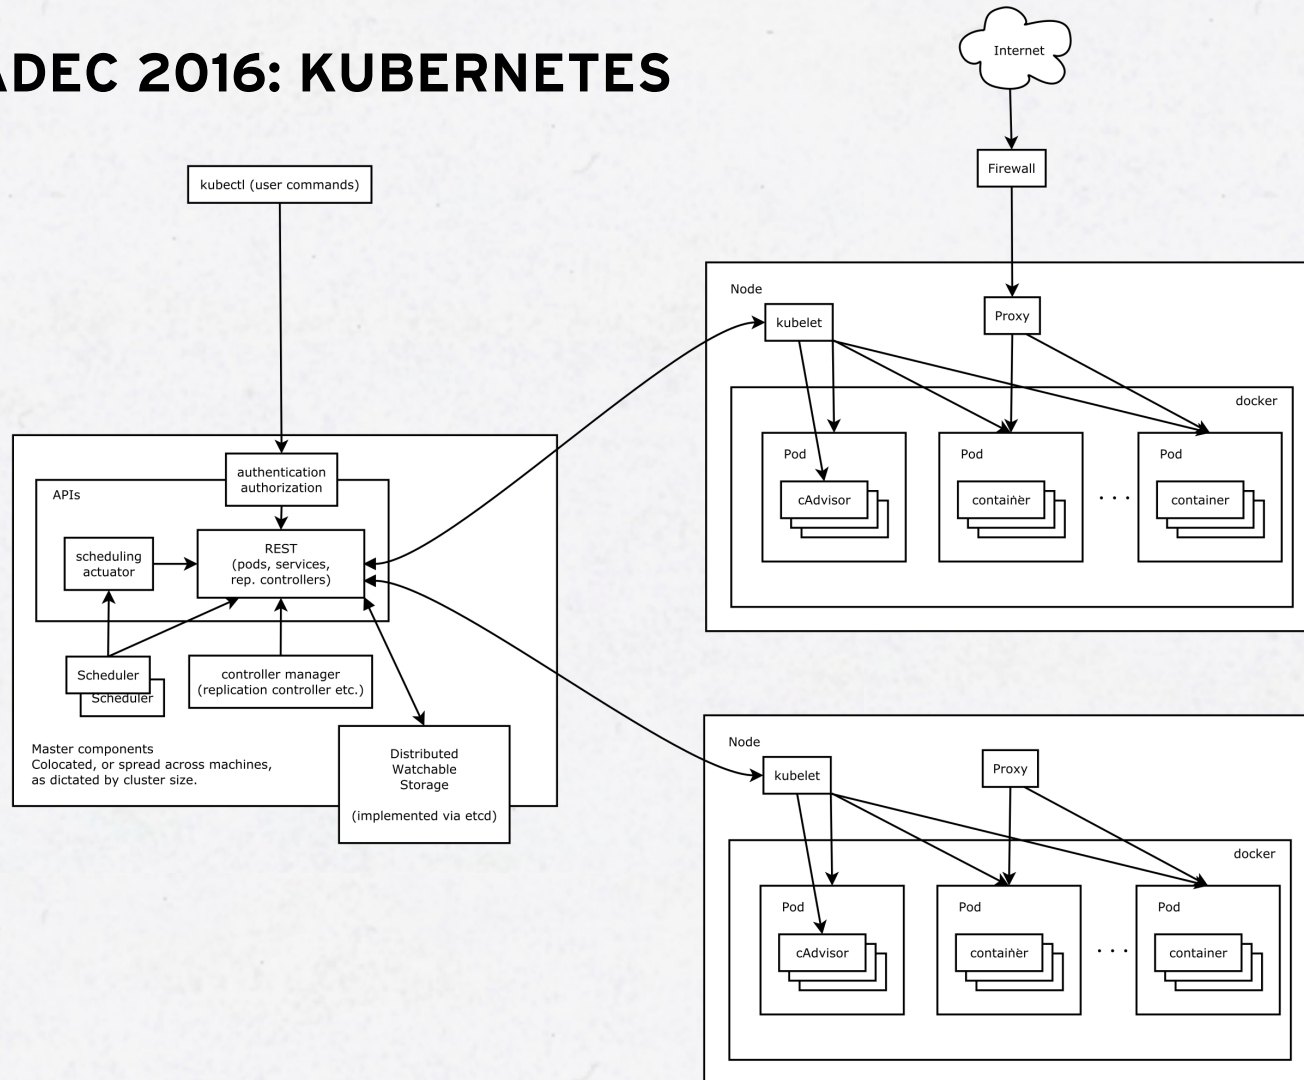 ADEC 2016: KUBERNETES
Internet
Firewall
kubectl (user commands)
Node
kubelet
Proxy
docker
Pod
cAdvisor
Pod
container
. . .
Pod
container
authentication
authorization
APIs
scheduling
actuator
REST
(pods, services,
rep. controllers)
Scheduler
Scheduler
controller manager
(replication controller etc.)
Master components
Colocated, or spread across machines,
as dictated by cluster size.
Distributed
Watchable
Storage
(implemented via etcd)
Node
kubelet
Proxy
docker
Pod
cAdvisor
Pod
container
. . .
Pod
container